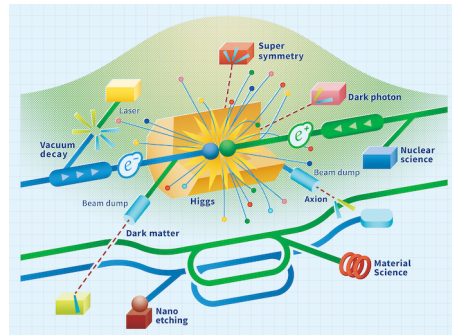 Super
symmetry
Laser
Dark photon
Vacuum
decay
e⁺
e⁻
Nuclear
science
Beam dump
Higgs
Axion
Beam dump
Dark matter
Material
Science
Nano
etching